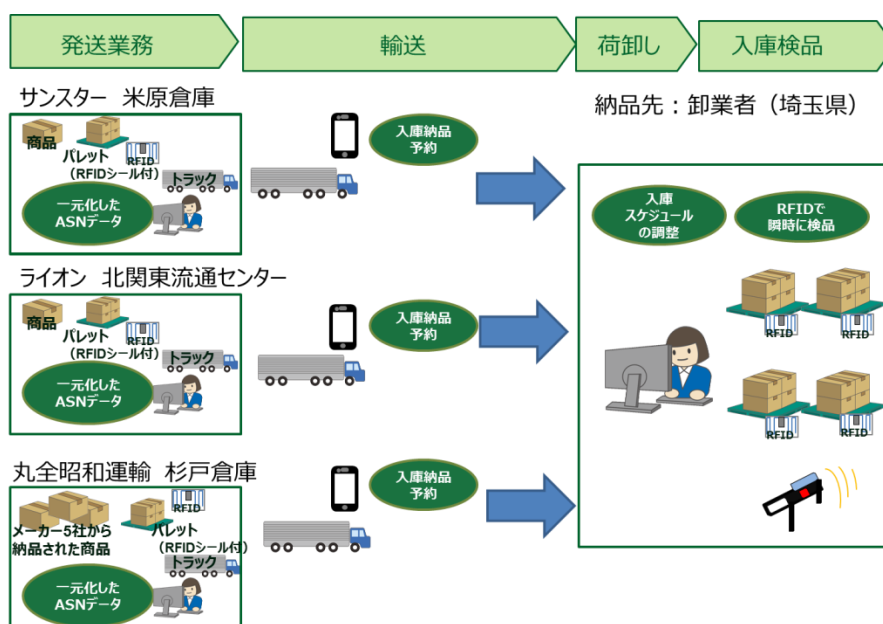 発送業務
輸送
荷卸し
入庫検品
サンスター 米原倉庫
商品
パレット
（RFIDシール付）
RFID
トラック
一元化した
ASNデータ
入庫納品
予約
納品先：卸業者（埼玉県）
入庫
スケジュール
の調整
RFIDで
瞬時に検品
RFID
RFID
RFID
RFID
ライオン 北関東流通センター
商品
パレット
（RFIDシール付）
RFID
トラック
一元化した
ASNデータ
入庫納品
予約
丸全昭和運輸 杉戸倉庫
メーカー5社から
納品された商品
RFID
パレット
（RFIDシール付）
トラック
一元化した
ASNデータ
入庫納品
予約